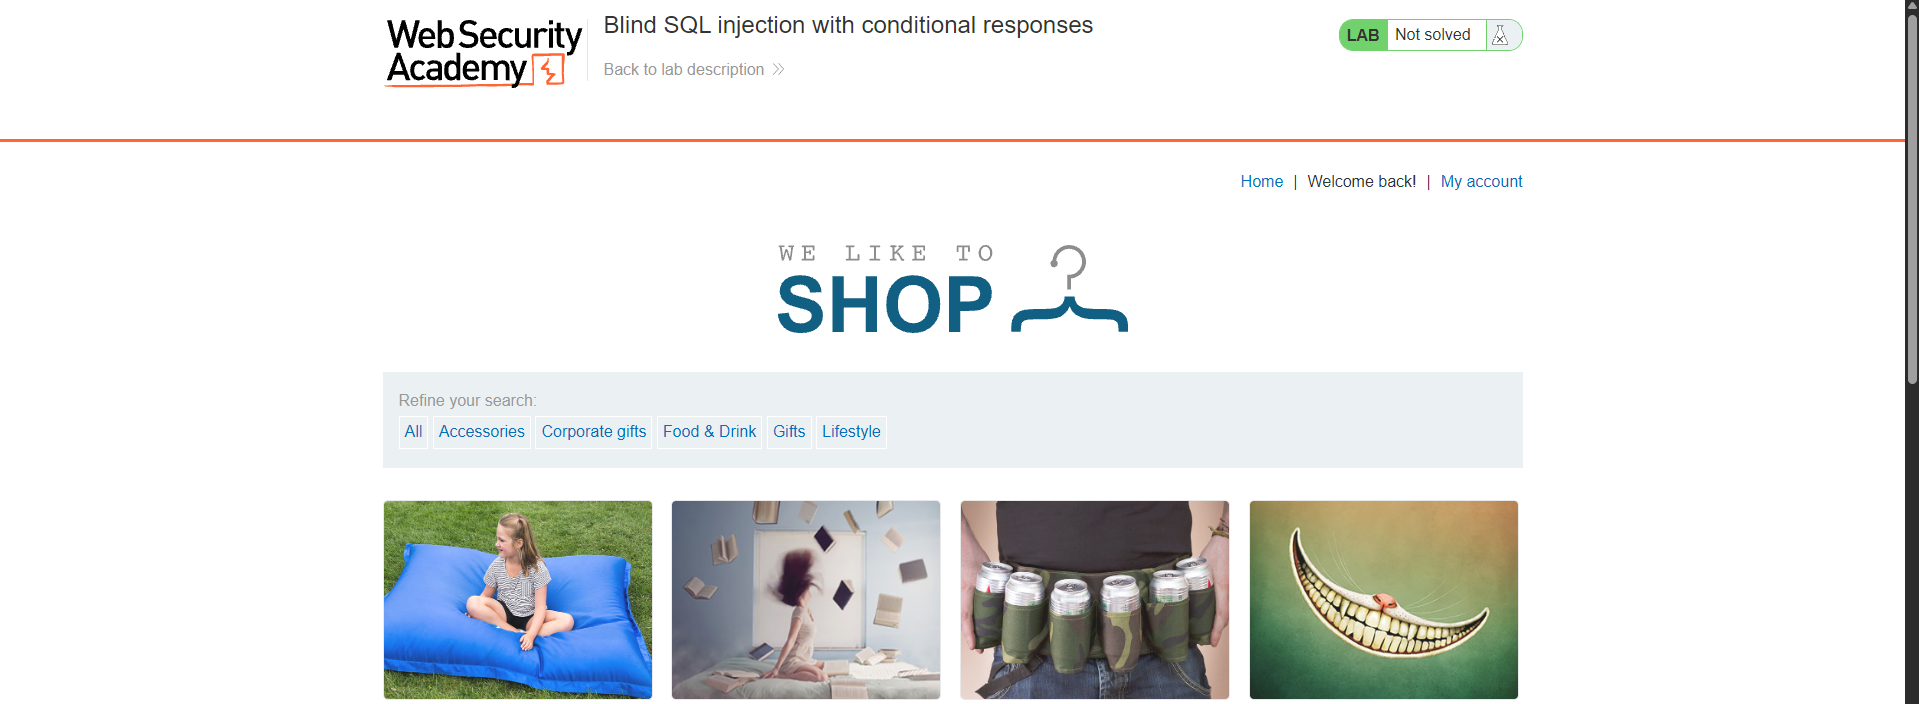 Web Security
Academy
Blind SQL injection with conditional responses
Back to lab description
LAB Not solved
Home | Welcome back! | My account
WE LIKE TO
SHOP
Refine your search:
All Accessories Corporate gifts Food & Drink Gifts Lifestyle